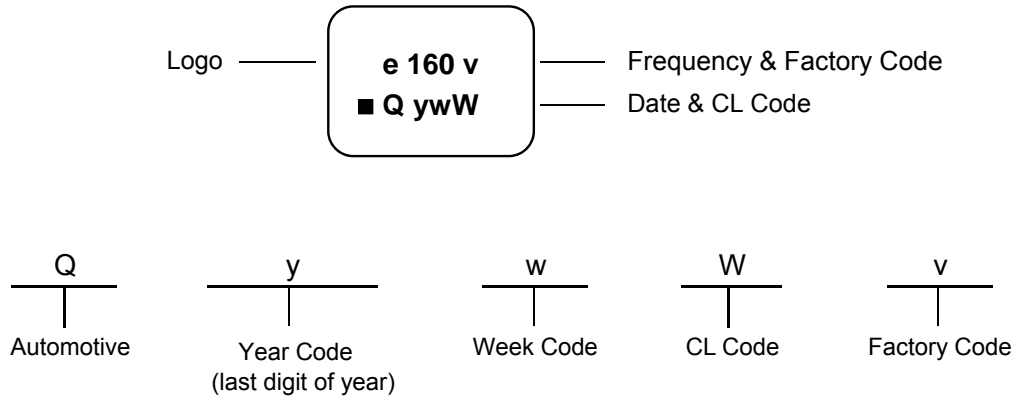 Logo
e 160 v
Frequency & Factory Code
■ Q ywW
Date & CL Code
Q y w W v
Automotive
Year Code
(last digit of year)
Week Code
CL Code
Factory Code